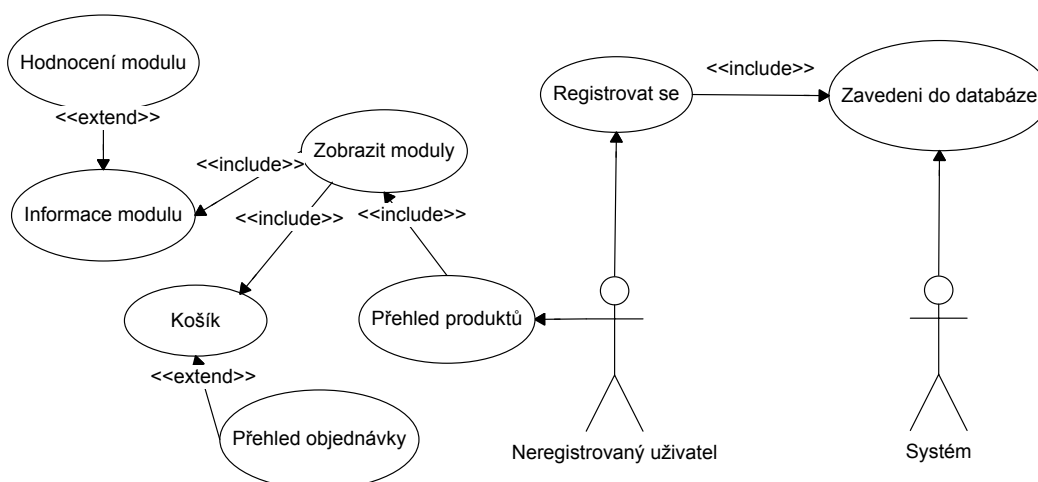 Hodnocení modulu
<<extend>>
Informace modulu
<<include>>
Zobrazit moduly
<<include>>
<<include>>
Košík
<<extend>>
Přehled objednávky
Přehled produktů
Registrovat se
<<include>>
Zavedeni do databáze
Neregistrovaný uživatel
Systém